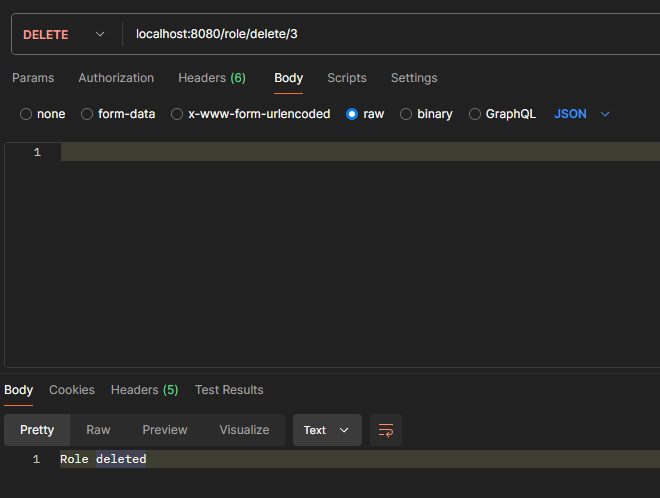 DELETE localhost:8080/role/delete/3
Params Authorization Headers (6) Body Scripts Settings
none form-data x-www-form-urlencoded raw binary GraphQL JSON
1
Body Cookies Headers (5) Test Results
Pretty Raw Preview Visualize Text
1 Role deleted